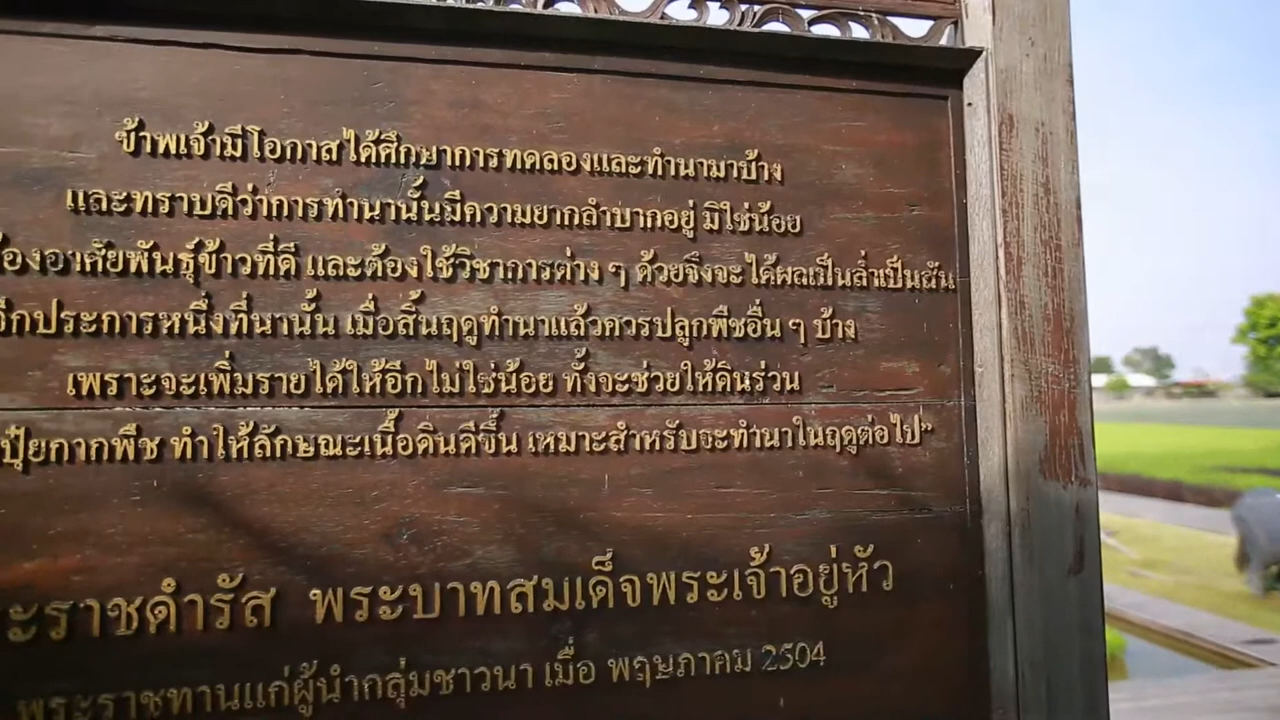 ข้าพเจ้ามีโอกาสได้ศึกษาการทดลองและทำนามาบ้าง
และทราบดีว่าการทำนานั้นมีความยากลำบากอยู่ มิใช่น้อย
้องอาศัยพันธุ์ข้าวที่ดี และต้องใช้วิชาการต่าง ๆ ด้วยจึงจะได้ผลเป็นล่ำเป็นสัน
อีกประการหนึ่งที่นานั้น เมื่อสิ้นฤดูทำนาแล้วควรปลูกพืชอื่น ๆ บ้าง
เพราะจะเพิ่มรายได้ให้อีกไม่ใช่น้อย ทั้งจะช่วยให้ดินร่วน
ปุ๋ยกากพืช ทำให้ลักษณะเนื้อดินดีขึ้น เหมาะสำหรับจะทำนาในฤดูต่อไป”
ะราชดำรัส พระบาทสมเด็จพระเจ้าอยู่หัว
พระราชทานแก่ผู้นำกลุ่มชาวนา เมื่อ พฤษภาคม 2504